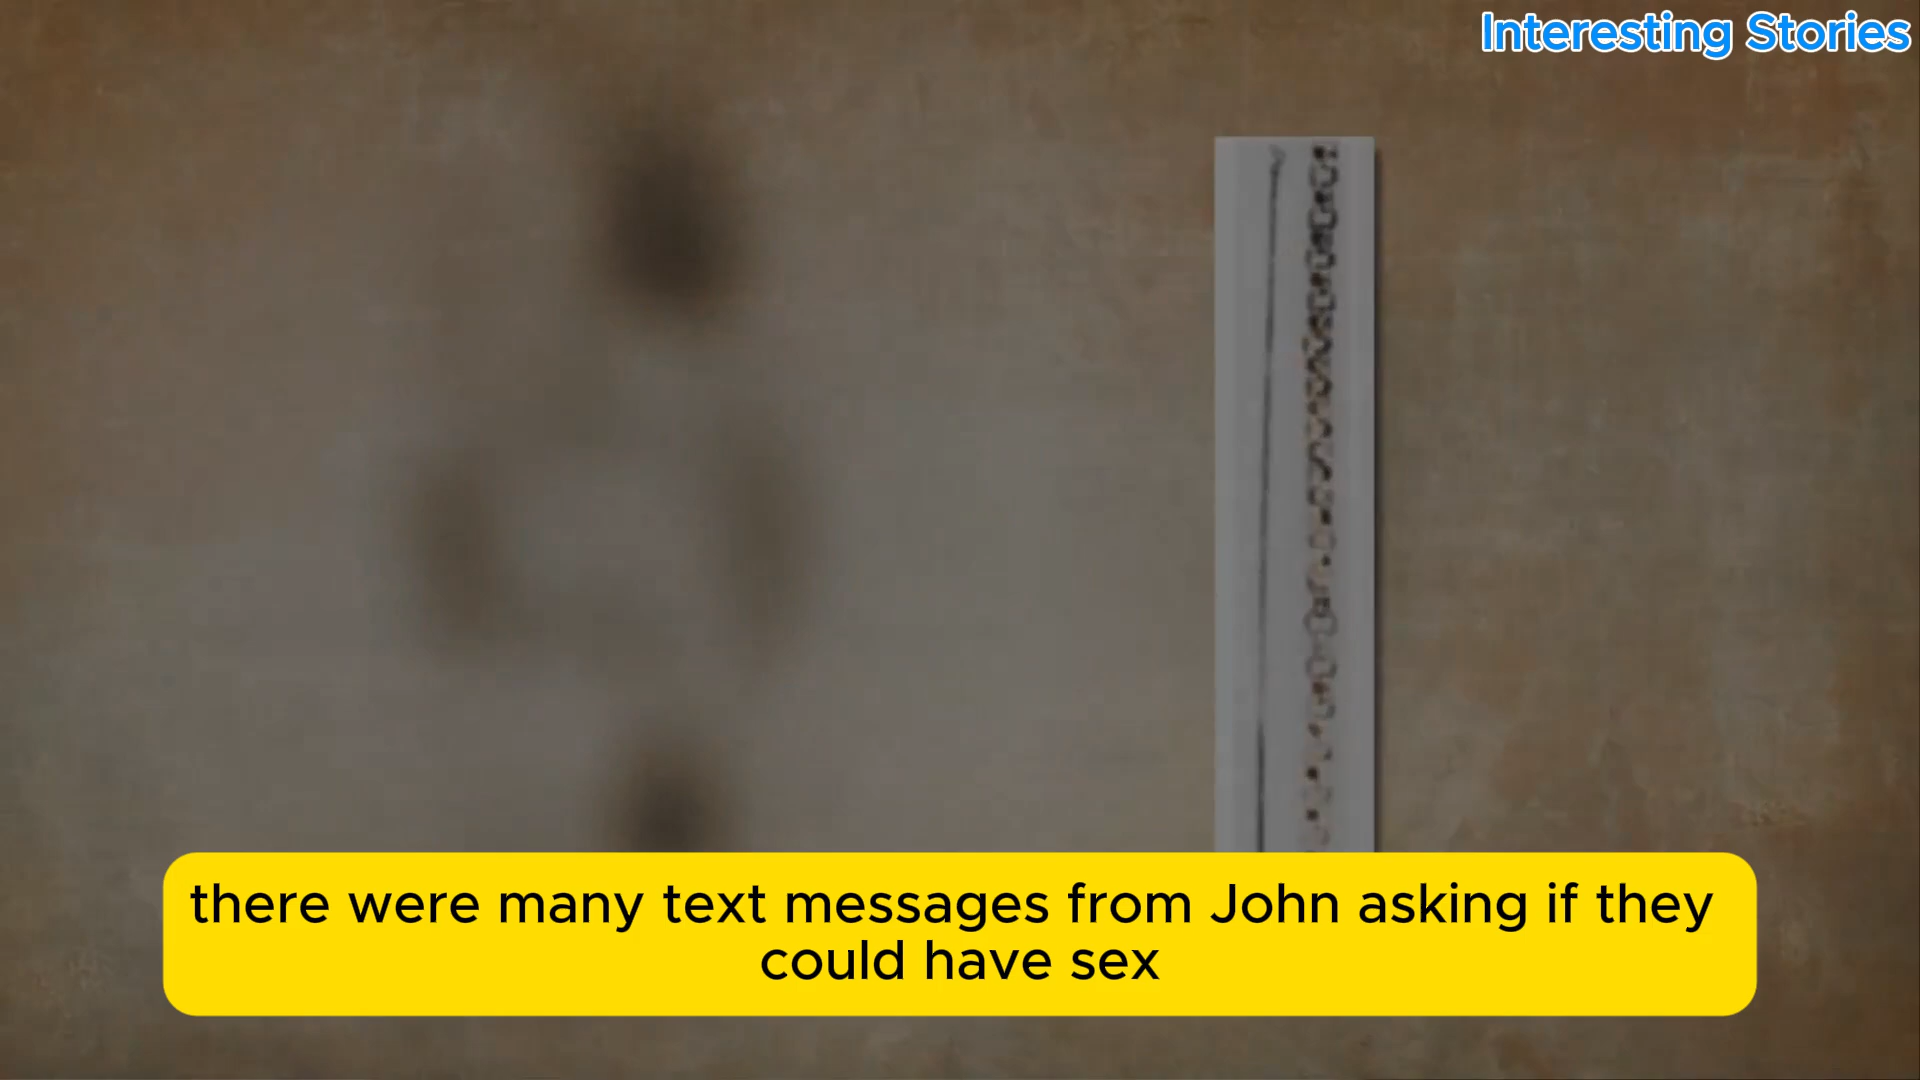 Interesting Stories
there were many text messages from John asking if they
could have sex